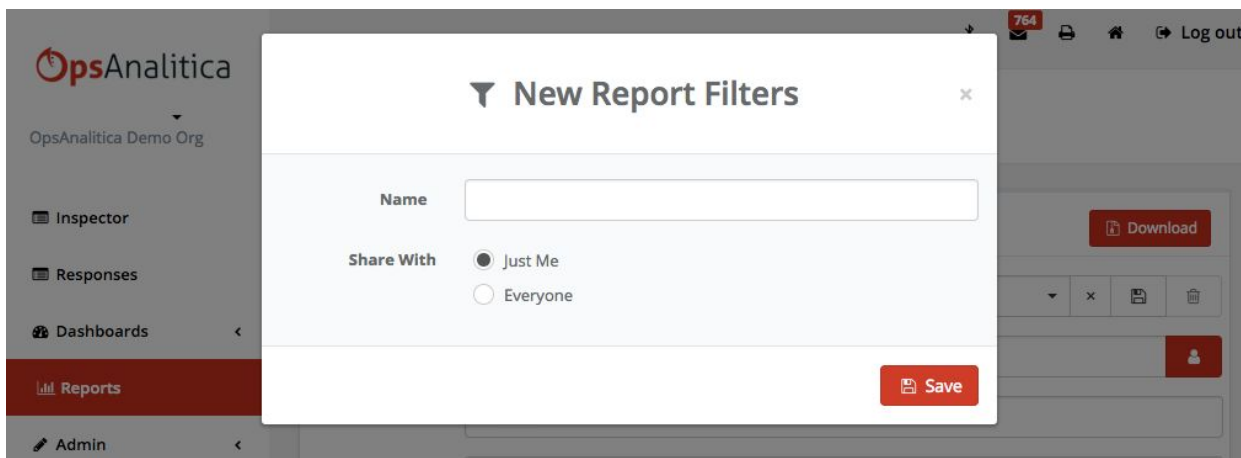 764
Log out
OpsAnalitica
OpsAnalitica Demo Org
Inspector
Responses
Dashboards
Reports
Admin
New Report Filters
×
Name
Share With
Just Me
Everyone
Save
Download
×